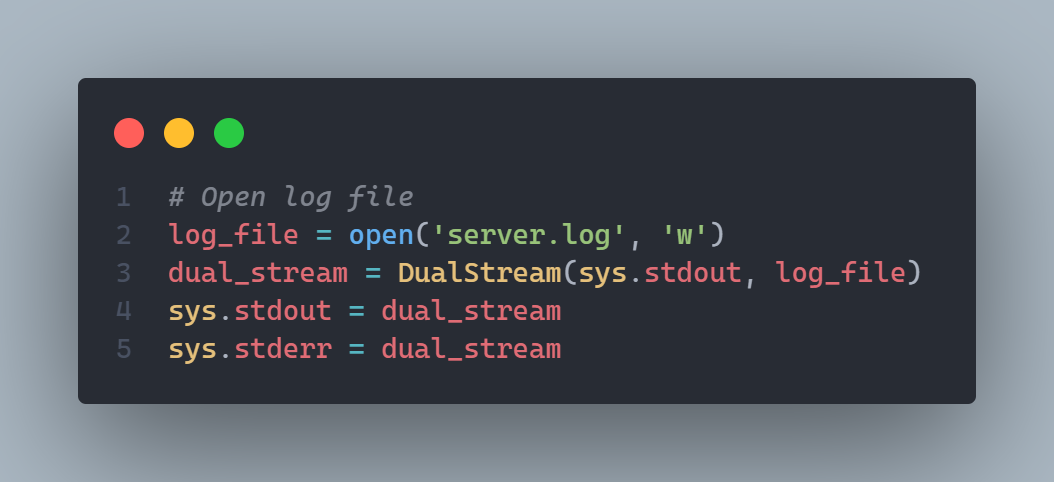 1 # Open log file
2 log_file = open('server.log', 'w')
3 dual_stream = DualStream(sys.stdout, log_file)
4 sys.stdout = dual_stream
5 sys.stderr = dual_stream